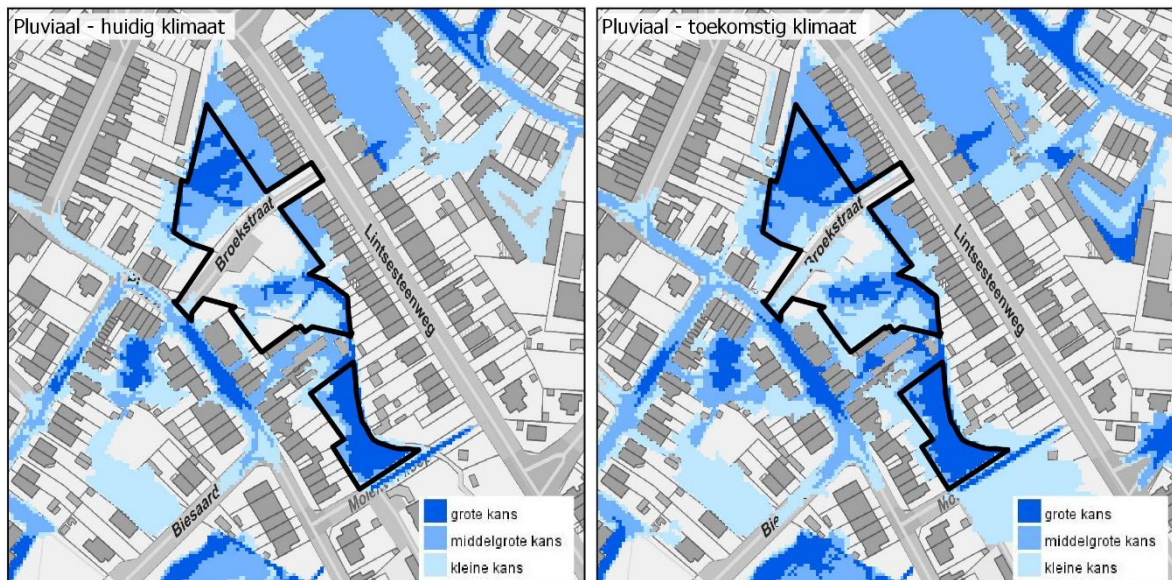 Pluviaal - huidig klimaat
Broekstraat
Lintsesteenweg
Biesaard
grote kans
middelgrote kans
kleine kans
Pluviaal - toekomstig klimaat
Broekstraat
Lintsesteenweg
grote kans
middelgrote kans
kleine kans